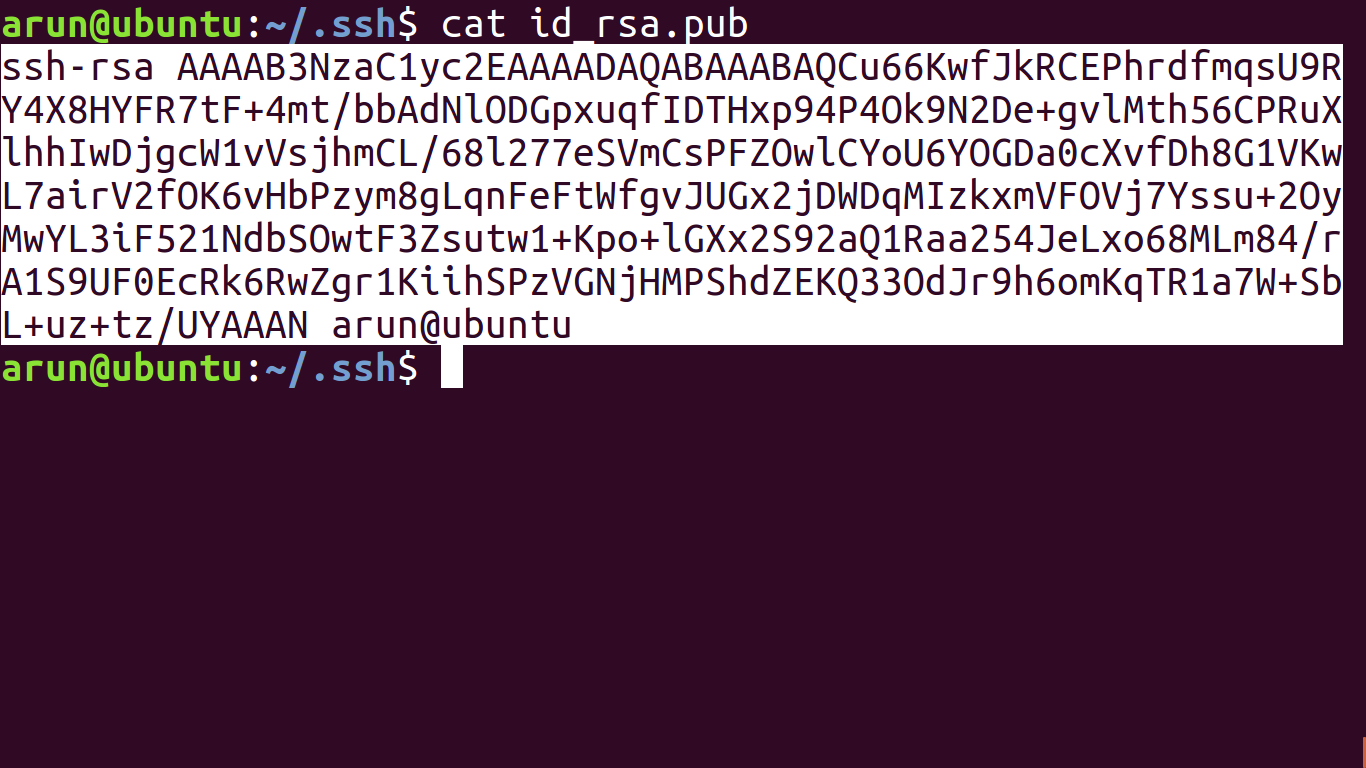 arun@ubuntu:~/.ssh$ cat id_rsa.pub
ssh-rsa AAAAB3NzaC1yc2EAAAADAQABAAABAQCu66KwfJkRCEPhrdfmqsU9R
Y4X8HYFR7tF+4mt/bbAdNlODGpxuqfIDTHxp94P4Ok9N2De+gvlMth56CPRuX
lhhIwDjgcW1vVsjhmCL/68l277eSVmCsPFZOwlCYoU6YOGDa0cXvfDh8G1VKw
L7airV2fOK6vHbPzym8gLqnFeFtWfgvJUGx2jDWDqMIzkxmVFOVj7Yssu+2Oy
MwYL3iF521NdbSOwtF3Zsutw1+Kpo+lGXx2S92aQ1Raa254JeLxo68MLm84/r
A1S9UF0EcRk6RwZgr1KiihSPzVGNjHMPShdZEKQ33OdJr9h6omKqTR1a7W+Sb
L+uz+tz/UYAAAN arun@ubuntu
arun@ubuntu:~/.ssh$